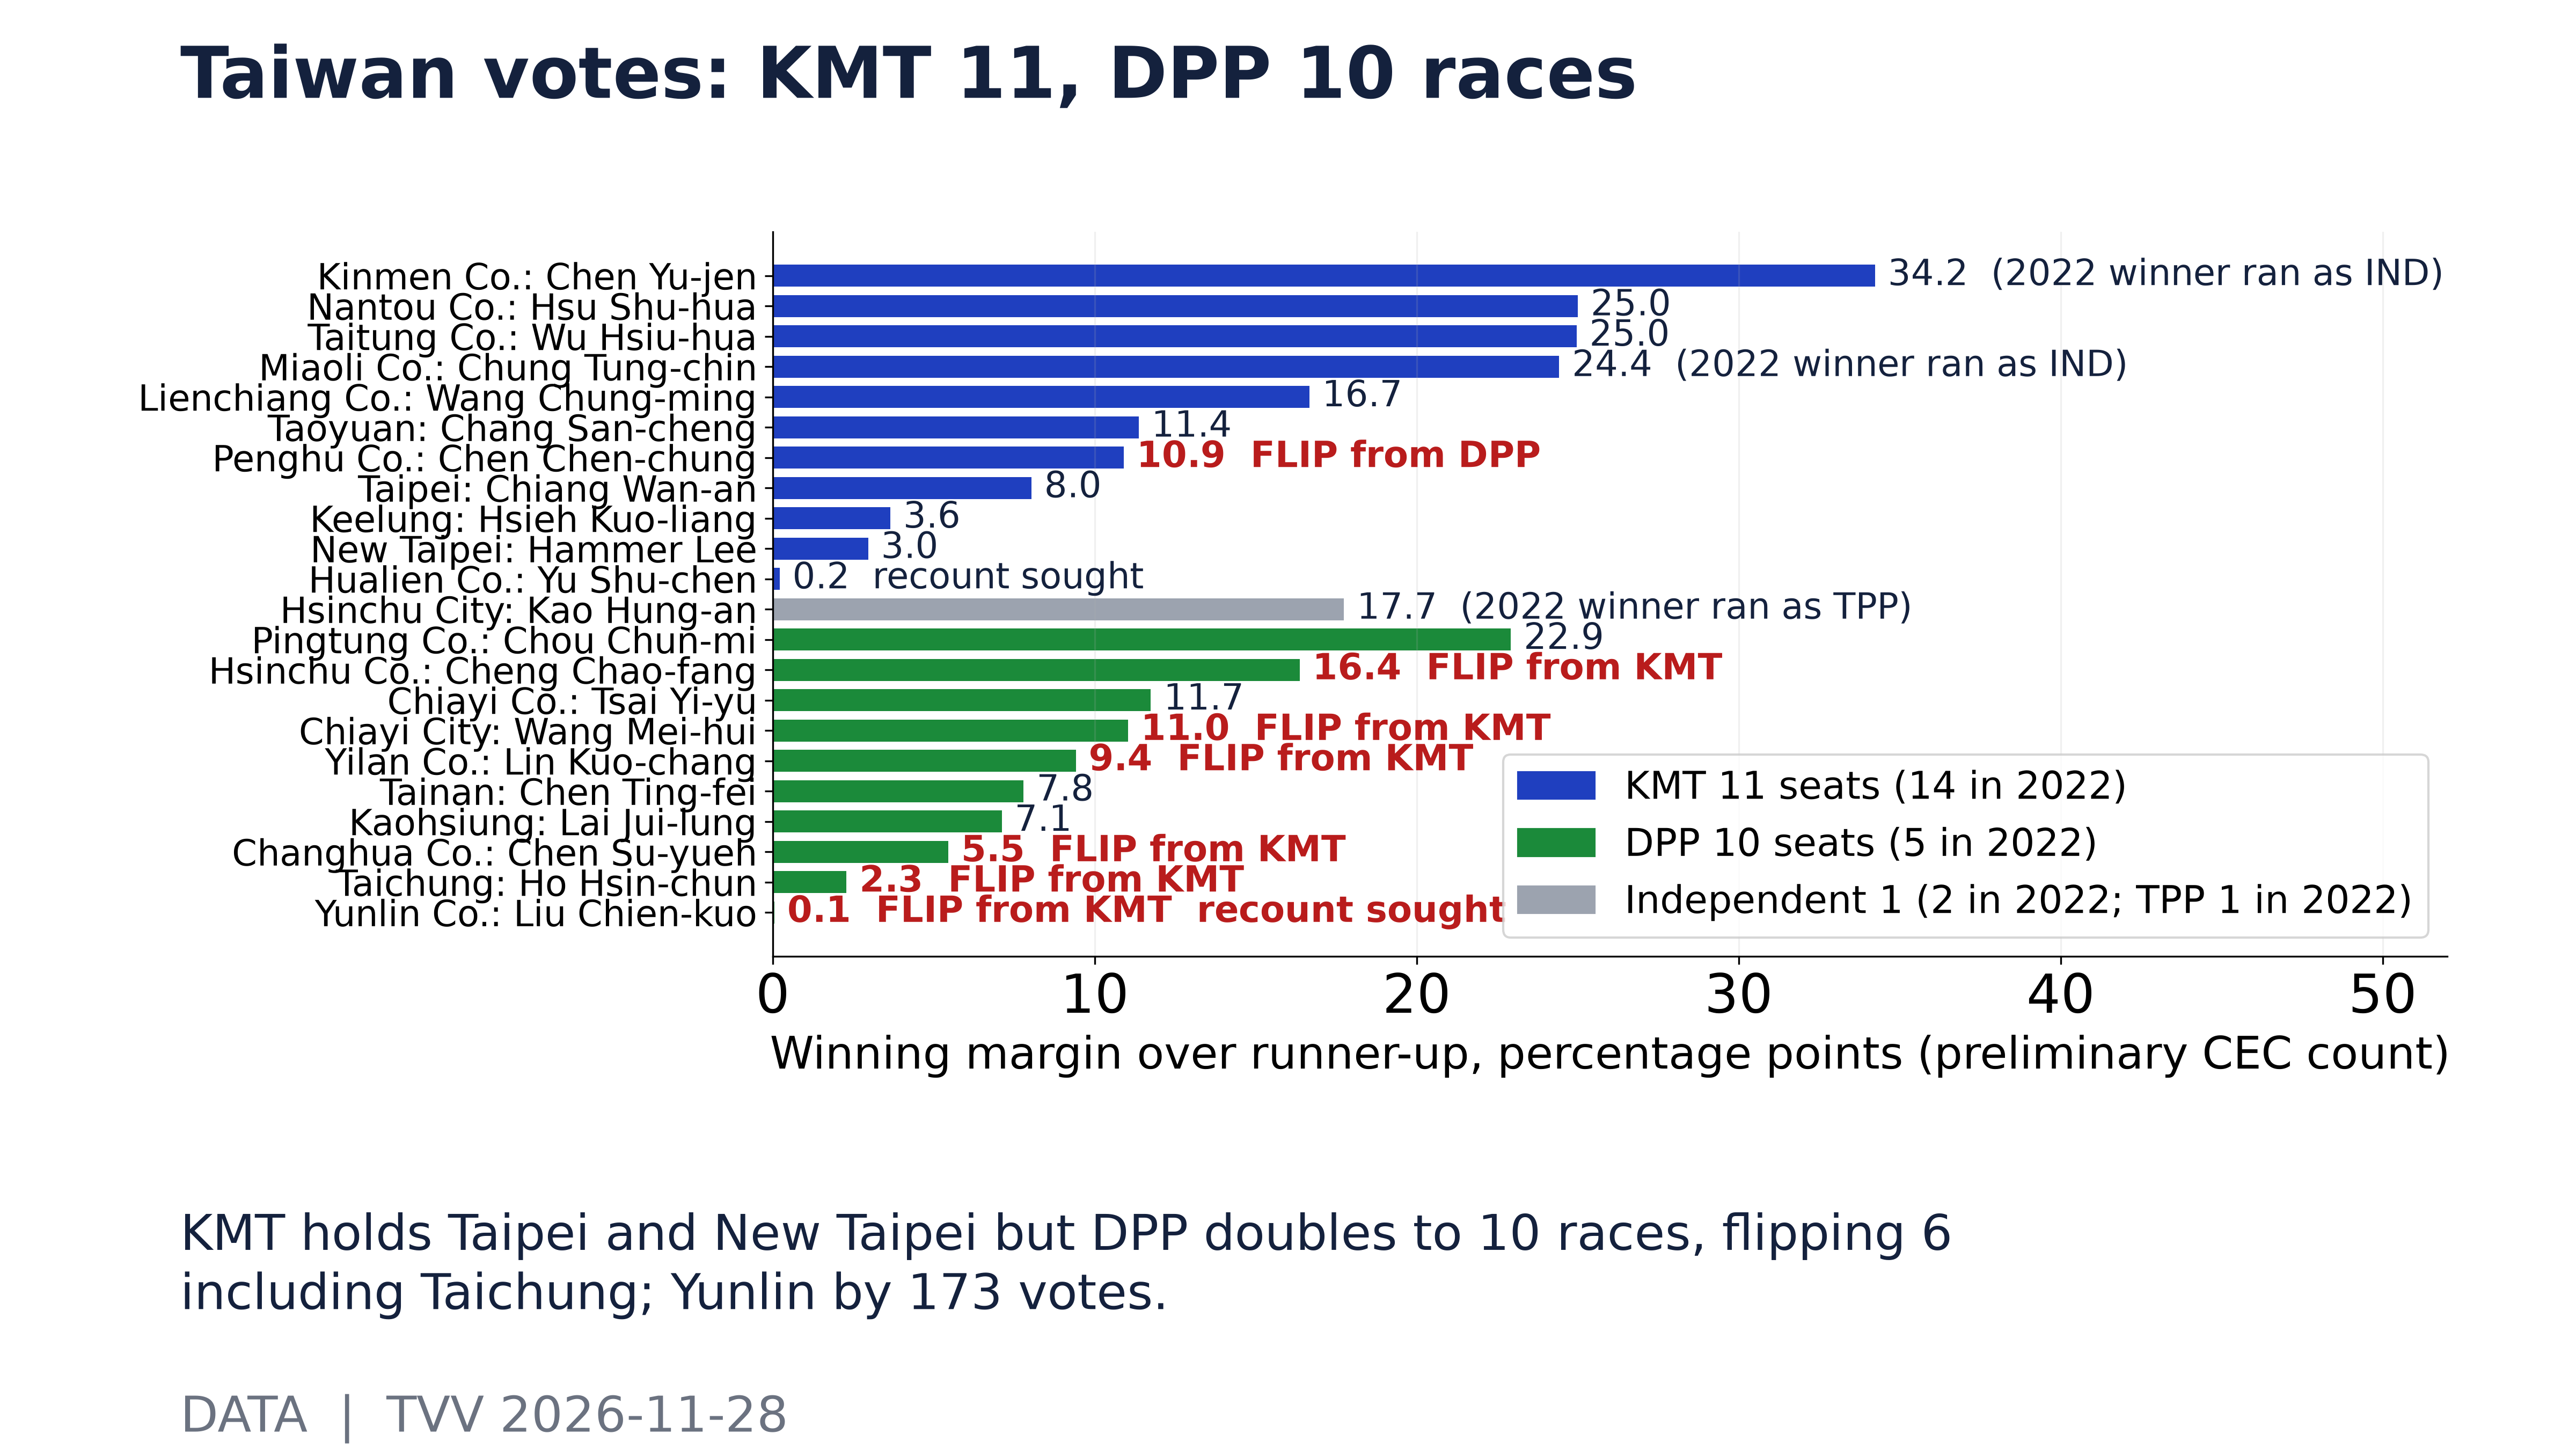 Taiwan votes: KMT 11, DPP 10 races
Kinmen Co.: Chen Yu-jen 34.2 (2022 winner ran as IND)
Nantou Co.: Hsu Shu-hua 25.0
Taitung Co.: Wu Hsiu-hua 25.0
Miaoli Co.: Chung Tung-chin 24.4 (2022 winner ran as IND)
Lienchiang Co.: Wang Chung-ming 16.7
Taoyuan: Chang San-cheng 11.4
Penghu Co.: Chen Chen-chung 10.9 FLIP from DPP
Taipei: Chiang Wan-an 8.0
Keelung: Hsieh Kuo-liang 3.6
New Taipei: Hammer Lee 3.0
Hualien Co.: Yu Shu-chen 0.2 recount sought
Hsinchu City: Kao Hung-an 17.7 (2022 winner ran as TPP)
Pingtung Co.: Chou Chun-mi 22.9
Hsinchu Co.: Cheng Chao-fang 16.4 FLIP from KMT
Chiayi Co.: Tsai Yi-yu 11.7
Chiayi City: Wang Mei-hui 11.0 FLIP from KMT
Yilan Co.: Lin Kuo-chang 9.4 FLIP from KMT
Tainan: Chen Ting-fei 7.8
Kaohsiung: Lai Jui-lung 7.1
Changhua Co.: Chen Su-yueh 5.5 FLIP from KMT
Taichung: Ho Hsin-chun 2.3 FLIP from KMT
Yunlin Co.: Liu Chien-kuo 0.1 FLIP from KMT recount sought
KMT 11 seats (14 in 2022)
DPP 10 seats (5 in 2022)
Independent 1 (2 in 2022; TPP 1 in 2022)
0 10 20 30 40 50
Winning margin over runner-up, percentage points (preliminary CEC count)
KMT holds Taipei and New Taipei but DPP doubles to 10 races, flipping 6
including Taichung; Yunlin by 173 votes.
DATA | TVV 2026-11-28